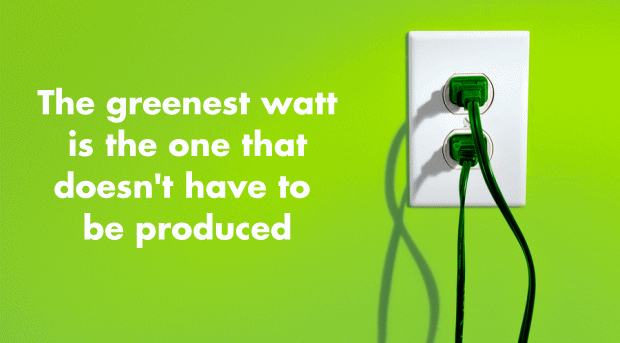 The greenest watt
is the one that
doesn't have to
be produced